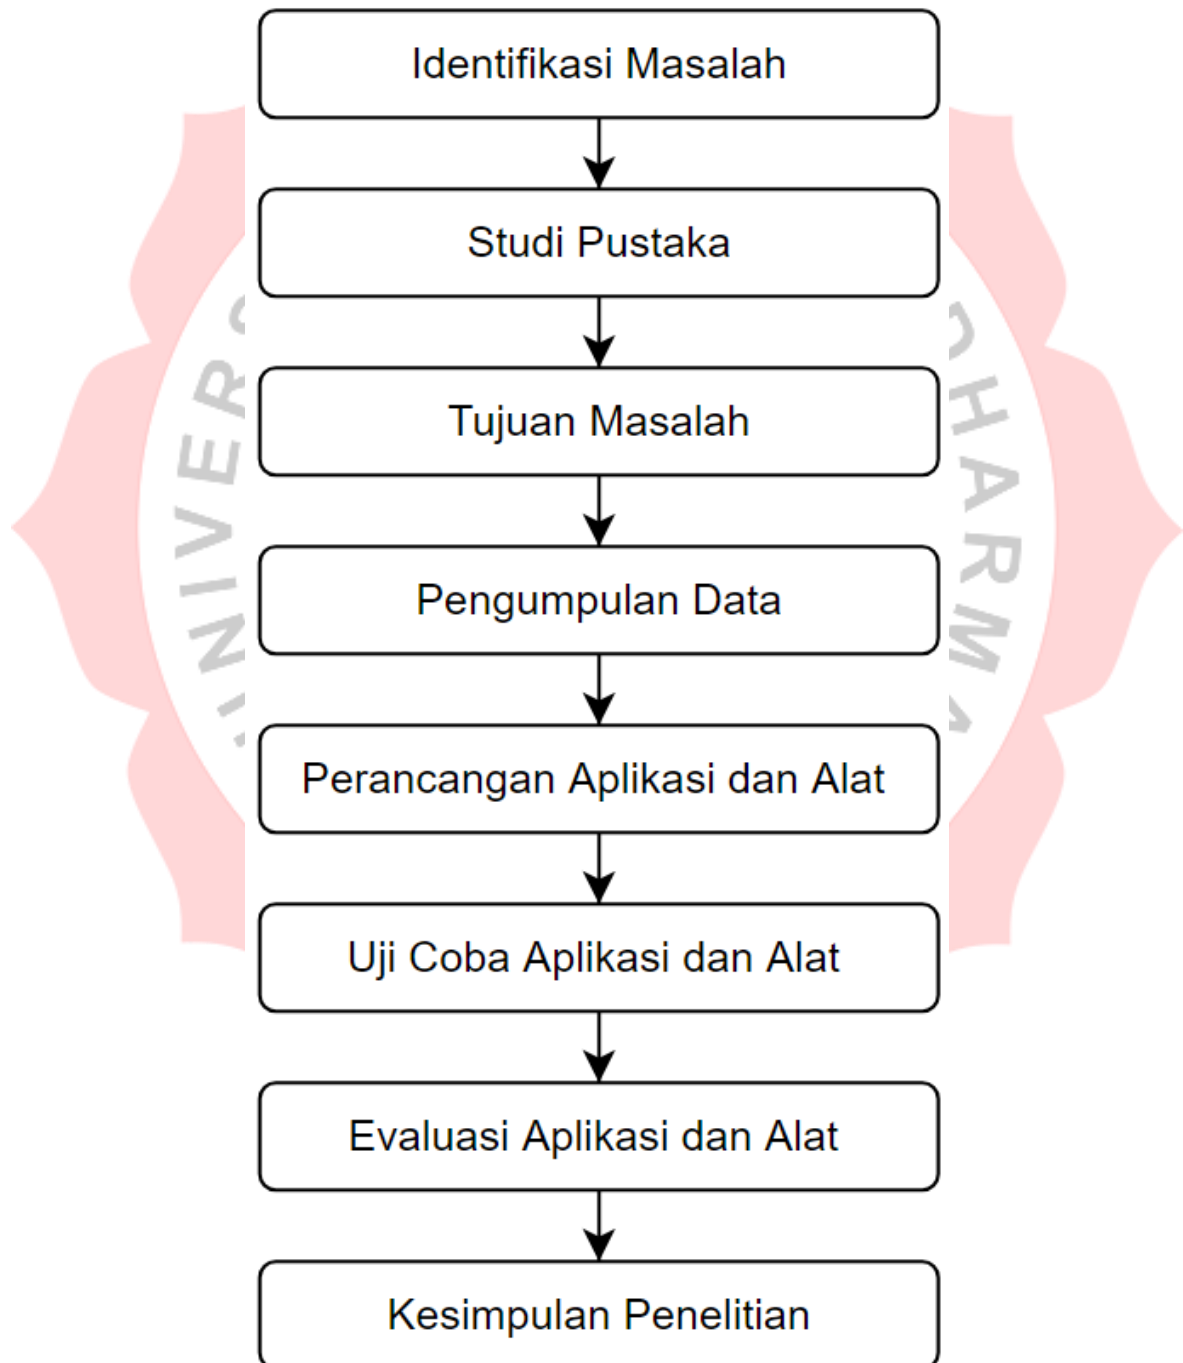 Identifikasi Masalah
Studi Pustaka
Tujuan Masalah
Pengumpulan Data
Perancangan Aplikasi dan Alat
Uji Coba Aplikasi dan Alat
Evaluasi Aplikasi dan Alat
Kesimpulan Penelitian